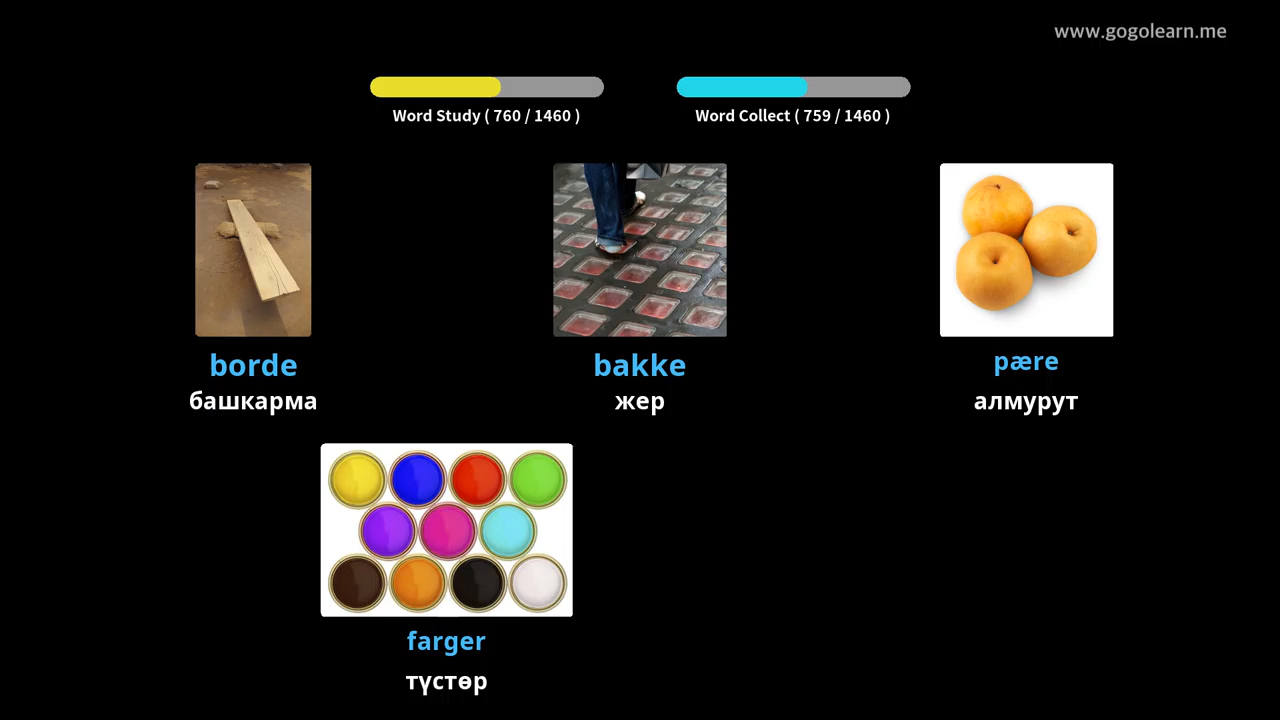 www.gogolearn.me
Word Study ( 760 / 1460 )
Word Collect ( 759 / 1460 )
borde
башкарма
bakke
жер
pære
алмурут
farger
түстөр